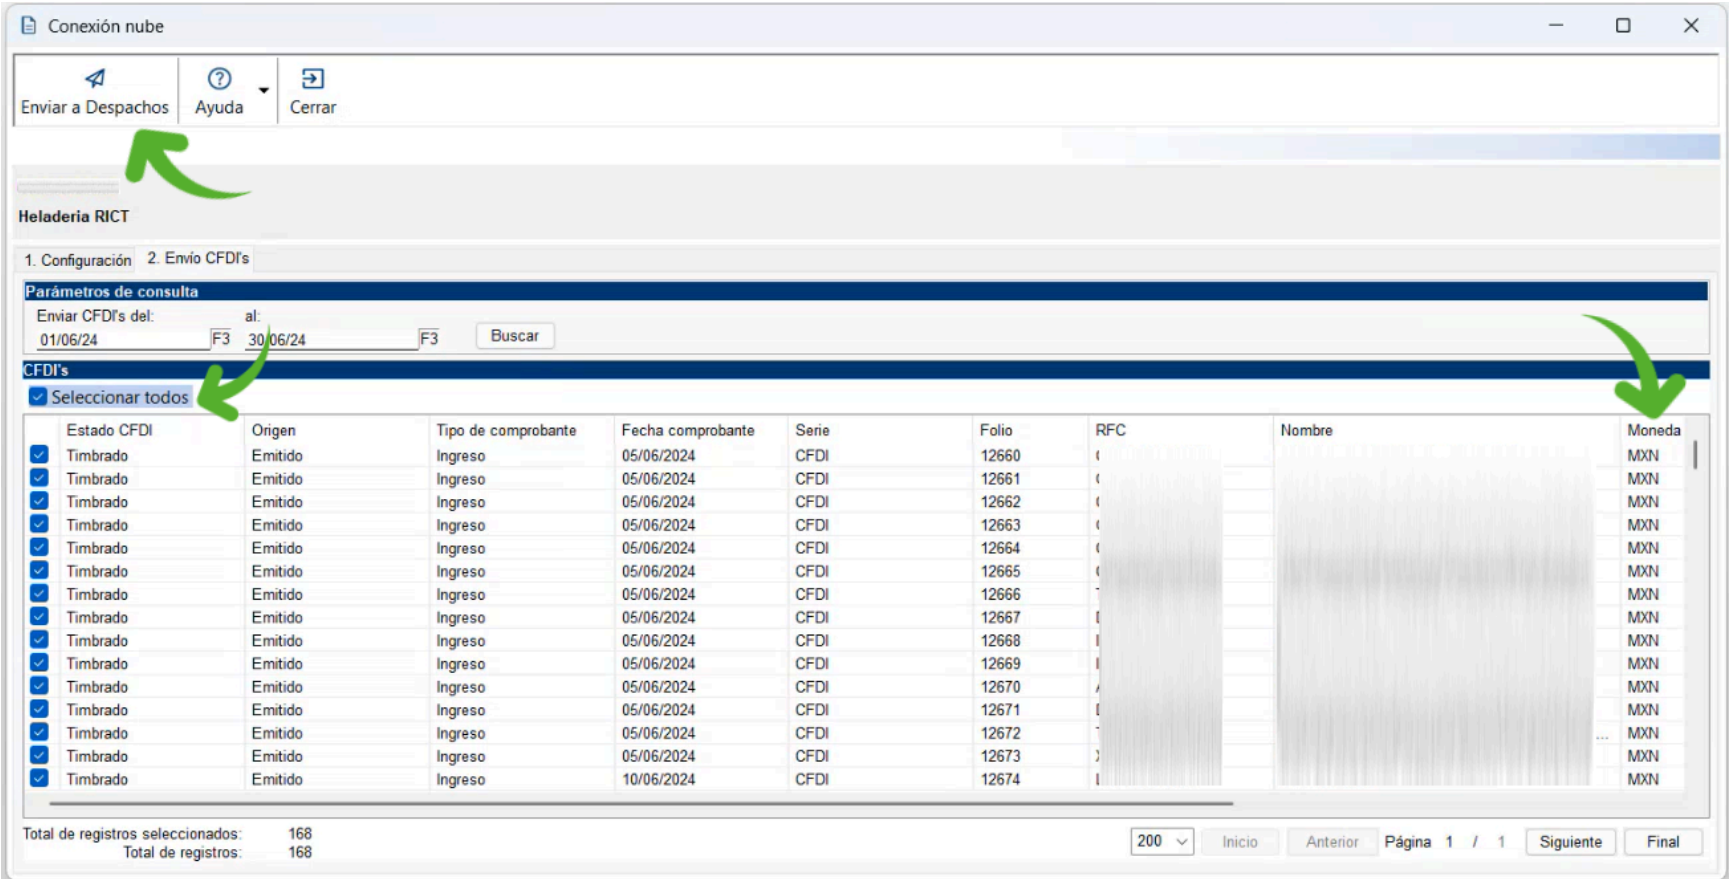 Conexión nube
Enviar a Despachos Ayuda Cerrar
Heladeria RICT
1. Configuración 2. Envío CFDI's
Parámetros de consulta
Enviar CFDI's del: al:
01/06/24 F3 30/06/24 F3 Buscar
CFDI's
Seleccionar todos
Estado CFDI Origen Tipo de comprobante Fecha comprobante Serie Folio RFC Nombre Moneda
Timbrado Emitido Ingreso 05/06/2024 CFDI 12660 MXN
Timbrado Emitido Ingreso 05/06/2024 CFDI 12661 MXN
Timbrado Emitido Ingreso 05/06/2024 CFDI 12662 MXN
Timbrado Emitido Ingreso 05/06/2024 CFDI 12663 MXN
Timbrado Emitido Ingreso 05/06/2024 CFDI 12664 MXN
Timbrado Emitido Ingreso 05/06/2024 CFDI 12665 MXN
Timbrado Emitido Ingreso 05/06/2024 CFDI 12666 MXN
Timbrado Emitido Ingreso 05/06/2024 CFDI 12667 MXN
Timbrado Emitido Ingreso 05/06/2024 CFDI 12668 MXN
Timbrado Emitido Ingreso 05/06/2024 CFDI 12669 MXN
Timbrado Emitido Ingreso 05/06/2024 CFDI 12670 MXN
Timbrado Emitido Ingreso 05/06/2024 CFDI 12671 MXN
Timbrado Emitido Ingreso 05/06/2024 CFDI 12672 ... MXN
Timbrado Emitido Ingreso 05/06/2024 CFDI 12673 MXN
Timbrado Emitido Ingreso 10/06/2024 CFDI 12674 MXN
Total de registros seleccionados: 168
Total de registros: 168
200 Inicio Anterior Página 1 / 1 Siguiente Final